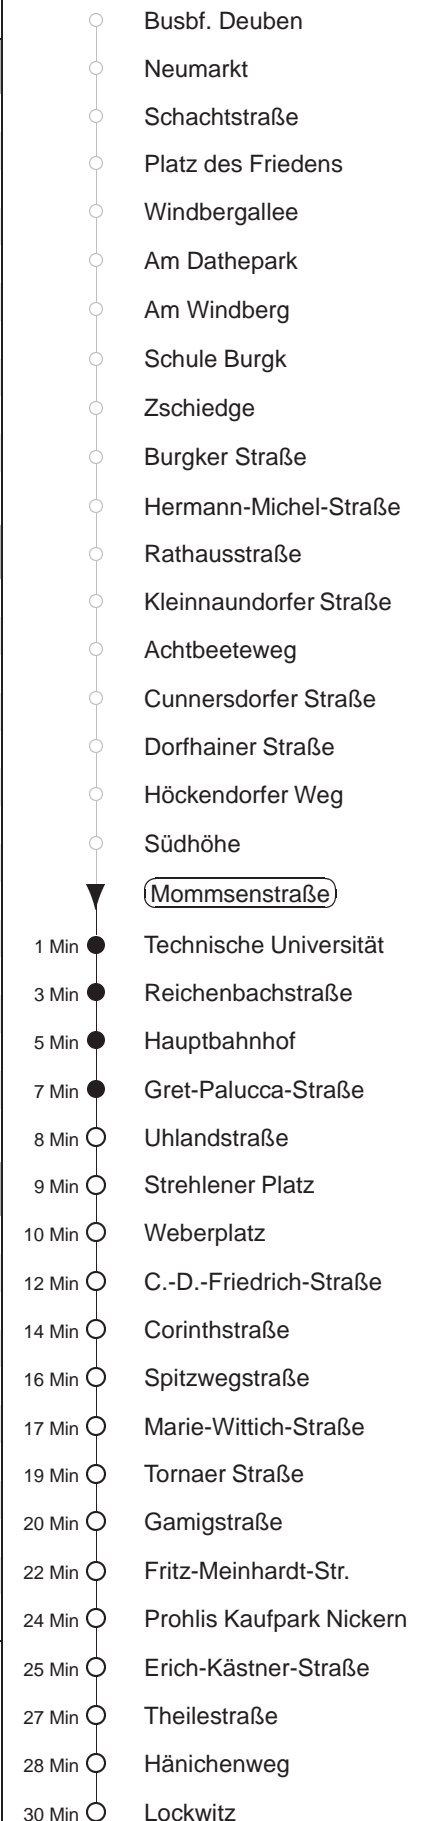 Busbf. Deuben
Neumarkt
Schachtstraße
Platz des Friedens
Windbergallee
Am Dathepark
Am Windberg
Schule Burgk
Zschiedge
Burgker Straße
Hermann-Michel-Straße
Rathausstraße
Kleinnaundorfer Straße
Achtbeeteweg
Cunnersdorfer Straße
Dorfhainer Straße
Höckendorfer Weg
Südhöhe
Mommsenstraße
1 Min Technische Universität
3 Min Reichenbachstraße
5 Min Hauptbahnhof
7 Min Gret-Palucca-Straße
8 Min Uhlandstraße
9 Min Strehlener Platz
10 Min Weberplatz
12 Min C.-D.-Friedrich-Straße
14 Min Corinthstraße
16 Min Spitzwegstraße
17 Min Marie-Wittich-Straße
19 Min Tornaer Straße
20 Min Gamigstraße
22 Min Fritz-Meinhardt-Str.
24 Min Prohlis Kaufpark Nickern
25 Min Erich-Kästner-Straße
27 Min Theilestraße
28 Min Hänichenweg
30 Min Lockwitz